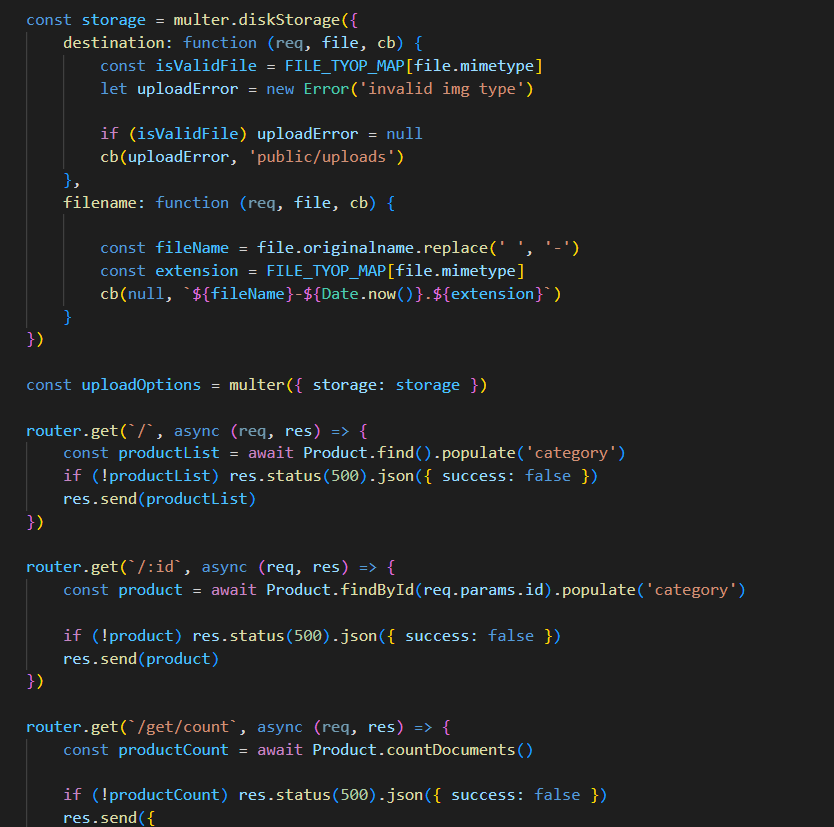 const storage = multer.diskStorage({
    destination: function (req, file, cb) {
        const isValidFile = FILE_TYOP_MAP[file.mimetype]
        let uploadError = new Error('invalid img type')

        if (isValidFile) uploadError = null
        cb(uploadError, 'public/uploads')
    },
    filename: function (req, file, cb) {

        const fileName = file.originalname.replace(' ', '-')
        const extension = FILE_TYOP_MAP[file.mimetype]
        cb(null, `${fileName}-${Date.now()}.${extension}`)
    }
})

const uploadOptions = multer({ storage: storage })

router.get(`/`, async (req, res) => {
    const productList = await Product.find().populate('category')
    if (!productList) res.status(500).json({ success: false })
    res.send(productList)
})

router.get(`/:id`, async (req, res) => {
    const product = await Product.findById(req.params.id).populate('category')

    if (!product) res.status(500).json({ success: false })
    res.send(product)
})

router.get(`/get/count`, async (req, res) => {
    const productCount = await Product.countDocuments()

    if (!productCount) res.status(500).json({ success: false })
    res.send({